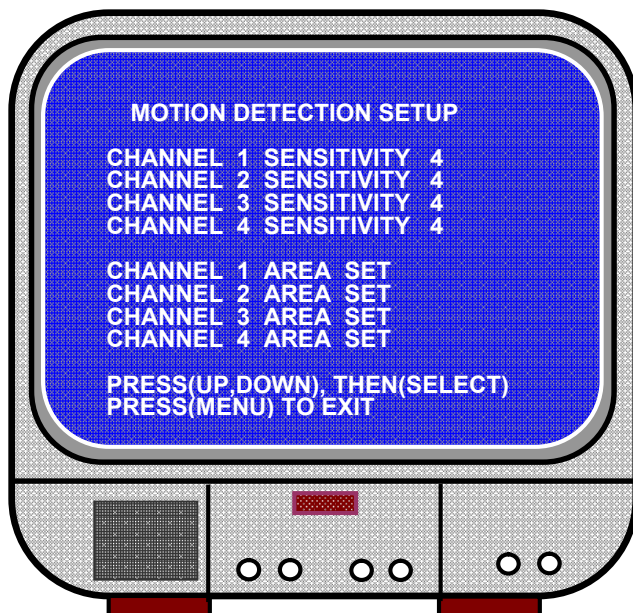 MOTION DETECTION SETUP
CHANNEL 1 SENSITIVITY 4
CHANNEL 2 SENSITIVITY 4
CHANNEL 3 SENSITIVITY 4
CHANNEL 4 SENSITIVITY 4
CHANNEL 1 AREA SET
CHANNEL 2 AREA SET
CHANNEL 3 AREA SET
CHANNEL 4 AREA SET
PRESS(UP,DOWN), THEN(SELECT)
PRESS(MENU) TO EXIT